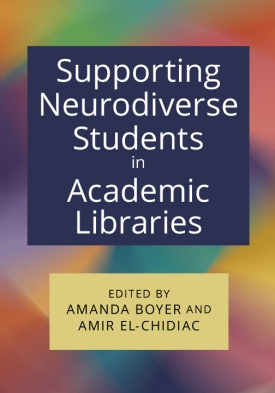 Supporting
Neurodiverse
Students
in
Academic
Libraries
EDITED BY
AMANDA BOYER AND
AMIR EL-CHIDIAC